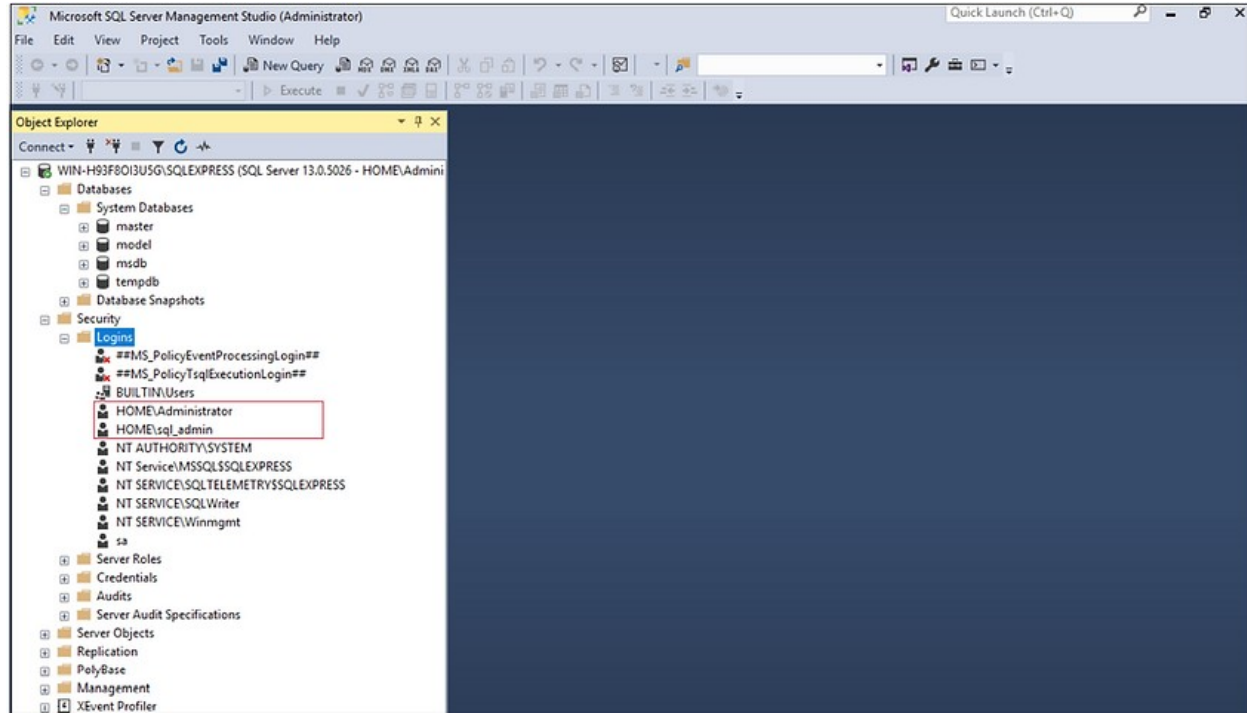 Microsoft SQL Server Management Studio (Administrator)
Quick Launch (Ctrl+Q)
File Edit View Project Tools Window Help
New Query MDX DMX XMLA DAX
Execute
Object Explorer
Connect
WIN-H93F8OI3U5G\SQLEXPRESS (SQL Server 13.0.5026 - HOME\Admini
Databases
System Databases
master
model
msdb
tempdb
Database Snapshots
Security
Logins
##MS_PolicyEventProcessingLogin##
##MS_PolicyTsqlExecutionLogin##
BUILTIN\Users
HOME\Administrator
HOME\sql_admin
NT AUTHORITY\SYSTEM
NT Service\MSSQL$SQLEXPRESS
NT SERVICE\SQLTELEMETRY$SQLEXPRESS
NT SERVICE\SQLWriter
NT SERVICE\Winmgmt
sa
Server Roles
Credentials
Audits
Server Audit Specifications
Server Objects
Replication
PolyBase
Management
XEvent Profiler